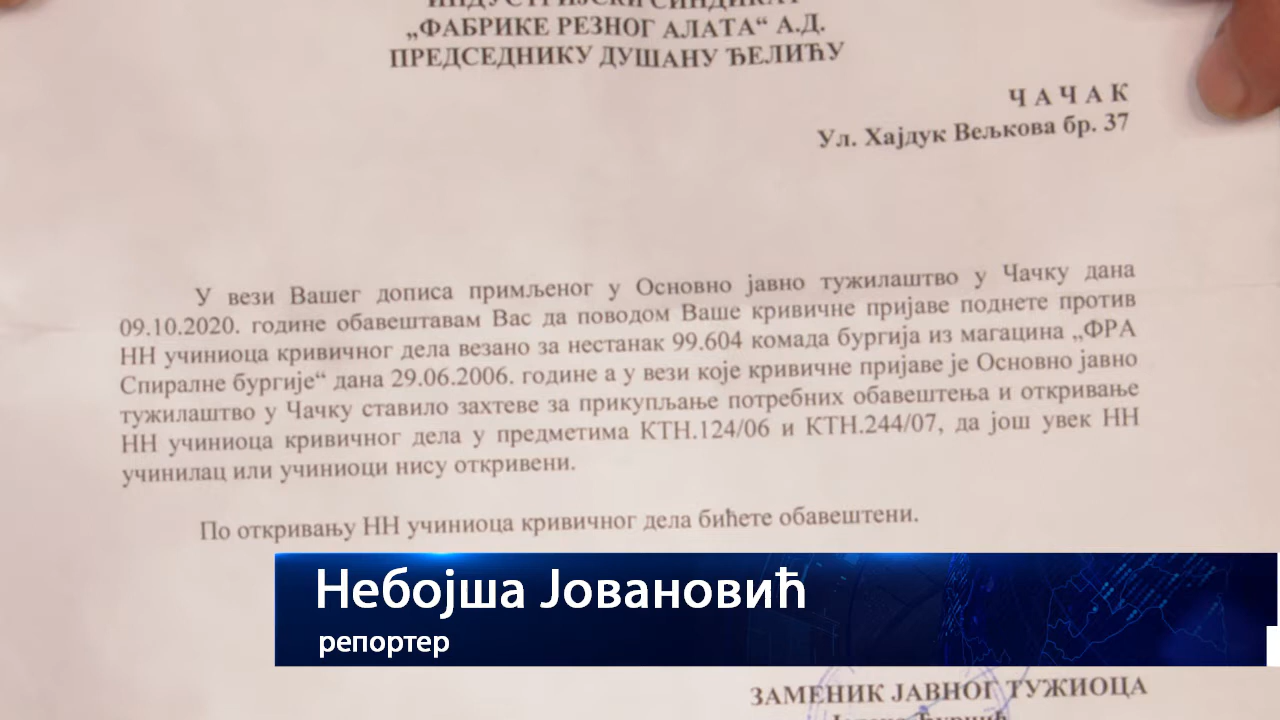 ИНДУСТРИЈСКИ СИНДИКАТ
„ФАБРИКЕ РЕЗНОГ АЛАТА“ А.Д.
ПРЕДСЕДНИКУ ДУШАНУ ЂЕЛИЋУ
Ч А Ч А К
Ул. Хајдук Вељкова бр. 37
У вези Вашег дописа примљеног у Основно јавно тужилаштво у Чачку дана
09.10.2020. године обавештавам Вас да поводом Ваше кривичне пријаве поднете против
НН учиниоца кривичног дела везано за нестанак 99.604 комада бургија из магацина „ФРА
Спиралне бургије“ дана 29.06.2006. године а у вези које кривичне пријаве је Основно јавно
тужилаштво у Чачку ставило захтеве за прикупљање потребних обавештења и откривање
НН учиниоца кривичног дела у предметима КТН.124/06 и КТН.244/07, да још увек НН
учинилац или учиниоци нису откривени.
По откривању НН учиниоца кривичног дела бићете обавештени.
Небојша Јовановић
репортер
ЗАМЕНИК ЈАВНОГ ТУЖИОЦА